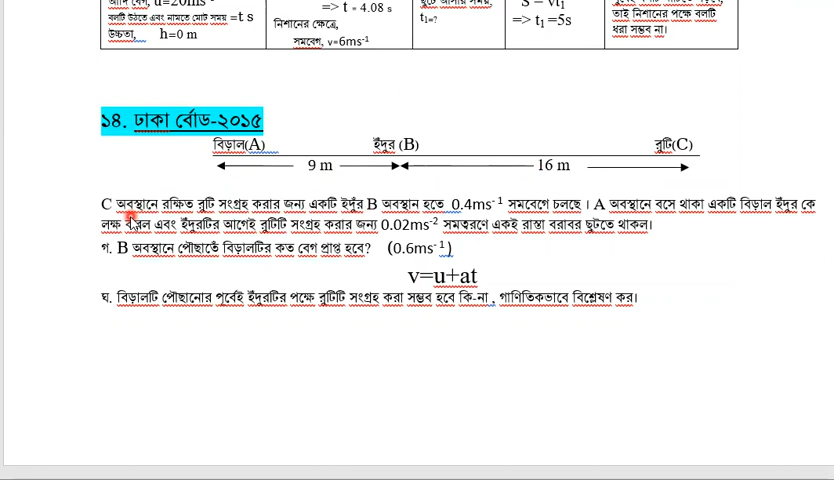 আদি বেগ, u=20ms⁻¹
বলটি উঠতে এবং নামতে মোট সময় =t s
উচ্চতা, h=0 m
=> t = 4.08 s
নিশানের ক্ষেত্রে,
সমবেগ, v=6ms⁻¹
ছুটে আসার সময়,
t₁=?
S = vt₁
=> t₁ =5s
তাই নিশানের পক্ষে বলটি
ধরা সম্ভব না।
১৪. ঢাকা র্বোড-২০১৫
বিড়াল(A) ইঁদুর (B) রুটি(C)
9 m 16 m
C অবস্থানে রক্ষিত রুটি সংগ্রহ করার জন্য একটি ইদুঁর B অবস্থান হতে 0.4ms⁻¹ সমবেগে চলছে । A অবস্থানে বসে থাকা একটি বিড়াল ইঁদুর কে
লক্ষ করল এবং ইঁদুরটির আগেই রুটিটি সংগ্রহ করার জন্য 0.02ms⁻² সমত্বরণে একই রাস্তা বরাবর ছুটতে থাকল।
গ. B অবস্থানে পৌছাতেঁ বিড়ালটির কত বেগ প্রাপ্ত হবে? (0.6ms⁻¹)
v=u+at
ঘ. বিড়ালটি পৌছানোর পূর্বেই ইঁদুরটির পক্ষে রুটিটি সংগ্রহ করা সম্ভব হবে কি-না , গাণিতিকভাবে বিশ্লেষণ কর।